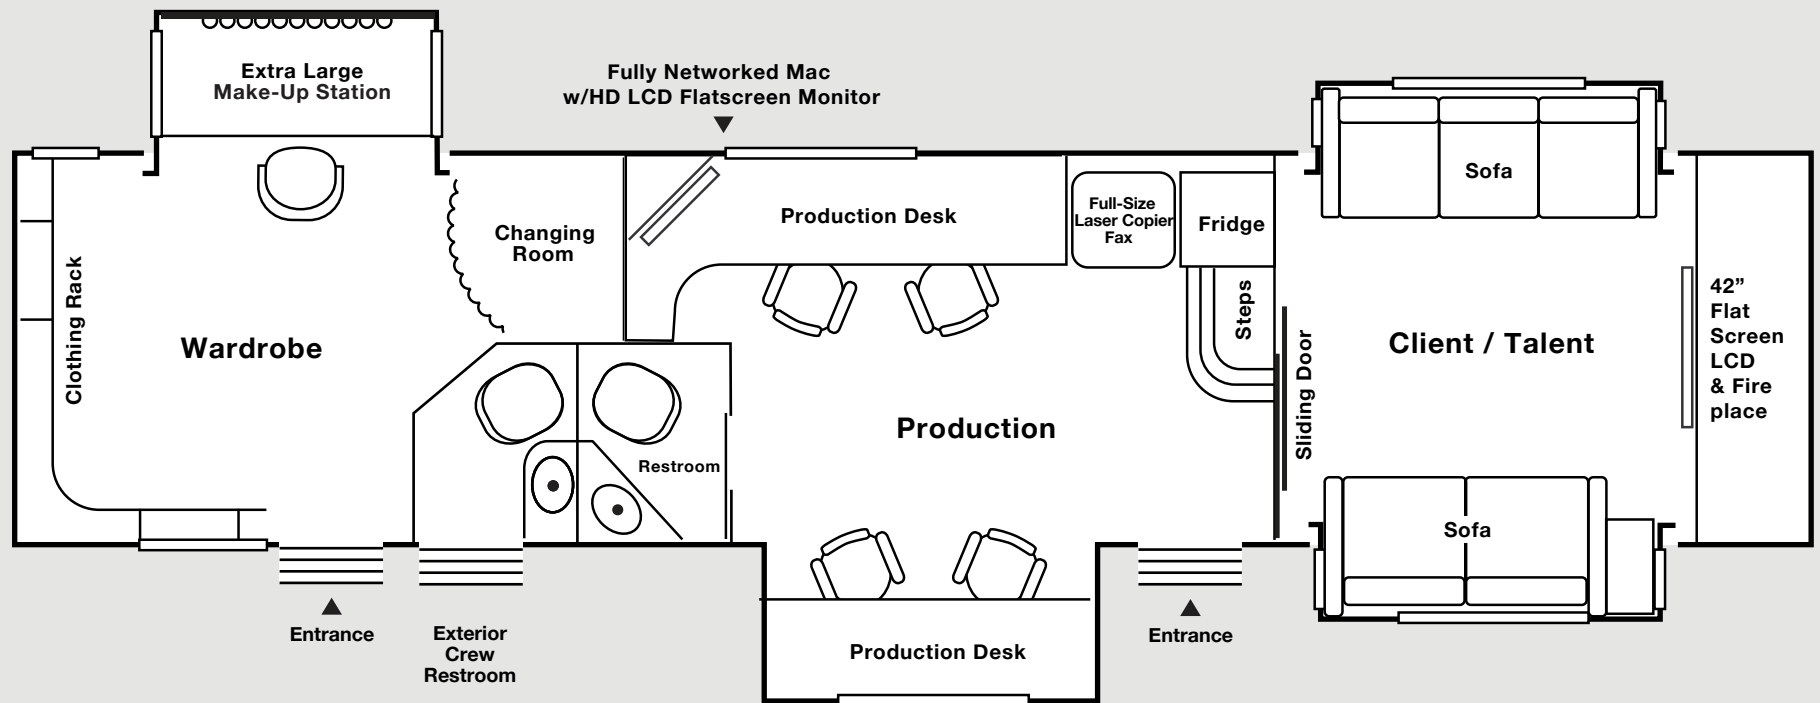 Extra Large
Make-Up Station
Fully Networked Mac
w/HD LCD Flatscreen Monitor
Sofa
Production Desk
Full-Size
Laser Copier
Fax
Fridge
Changing
Room
Clothing Rack
Wardrobe
Steps
Sliding Door
Client / Talent
42”
Flat
Screen
LCD
& Fire
place
Production
Restroom
Sofa
Entrance
Exterior
Crew
Restroom
Production Desk
Entrance